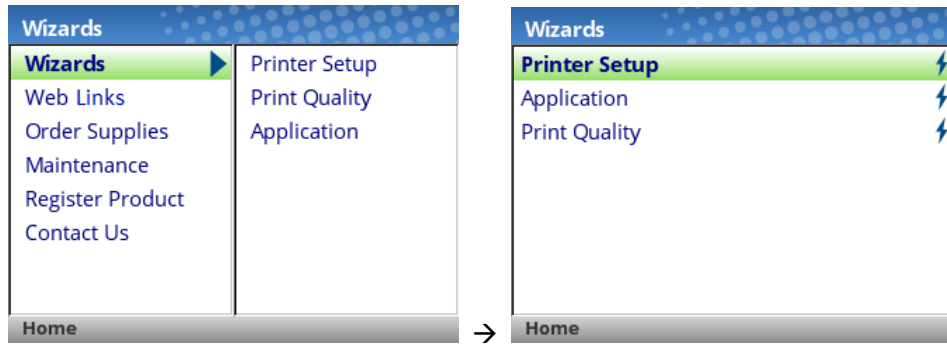 Wizards
Wizards
Web Links
Order Supplies
Maintenance
Register Product
Contact Us
Printer Setup
Print Quality
Application
Home
→
Wizards
Printer Setup
Application
Print Quality
Home